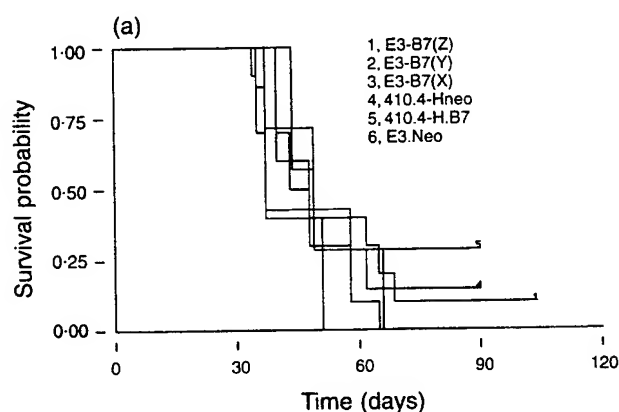 (a)
1, E3-B7(Z)
2, E3-B7(Y)
3, E3-B7(X)
4, 410.4-Hneo
5, 410.4-H.B7
6, E3.Neo
Survival probability
1·00
0·75
0·50
0·25
0·00
5
4
1
0 30 60 90 120
Time (days)